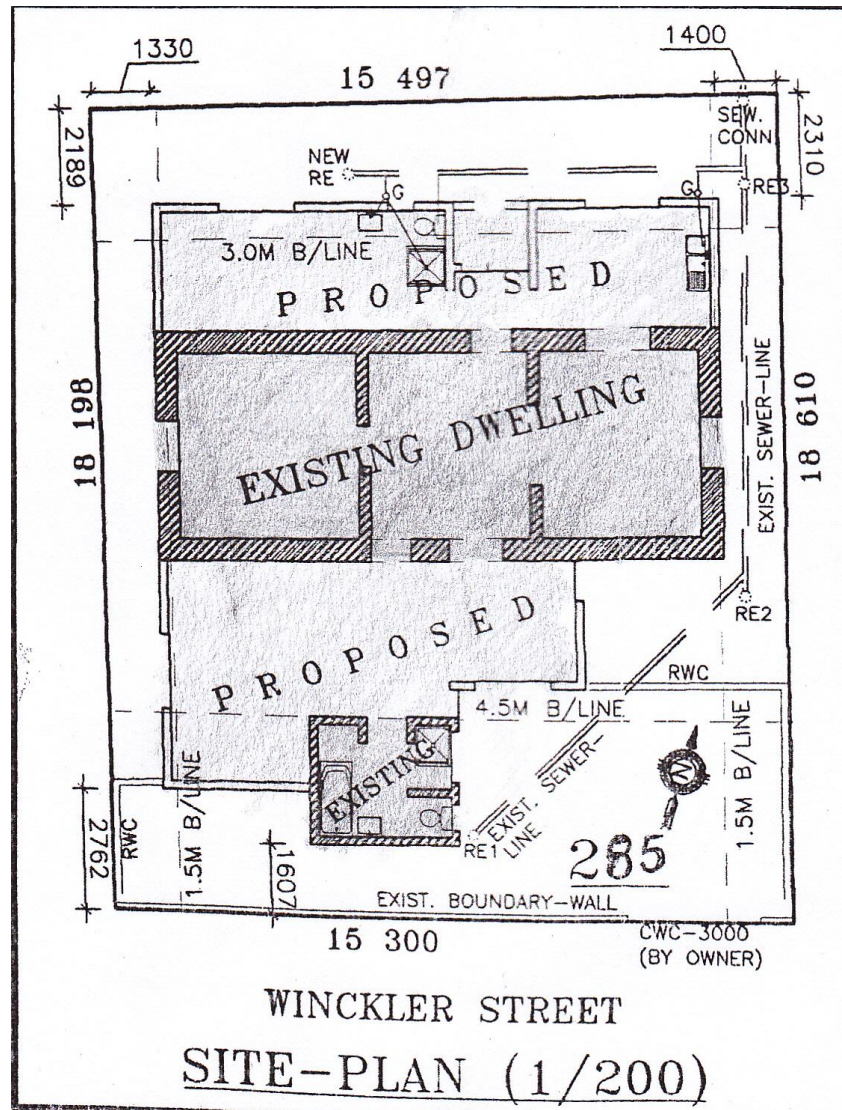 1330
1400
15 497
2189
2310
SEW.
CONN
NEW
RE
G
G
RE3
3.0M B/LINE
PROPOSED
18 198
18 610
EXISTING DWELLING
EXIST. SEWER-LINE
RE2
PROPOSED
RWC
4.5M B/LINE
EXISTING
N
EXIST. SEWER-
LINE
RE1
1.5M B/LINE
1.5M B/LINE
2762
RWC
1607
285
EXIST. BOUNDARY-WALL
15 300
CWC-3000
(BY OWNER)
WINCKLER STREET
SITE-PLAN (1/200)